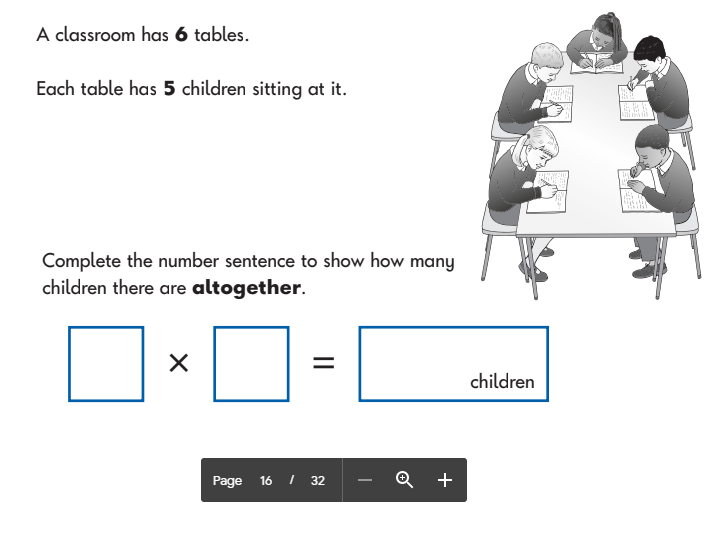 A classroom has 6 tables.
Each table has 5 children sitting at it.
Complete the number sentence to show how many
children there are altogether.
× =
children
Page 16 / 32